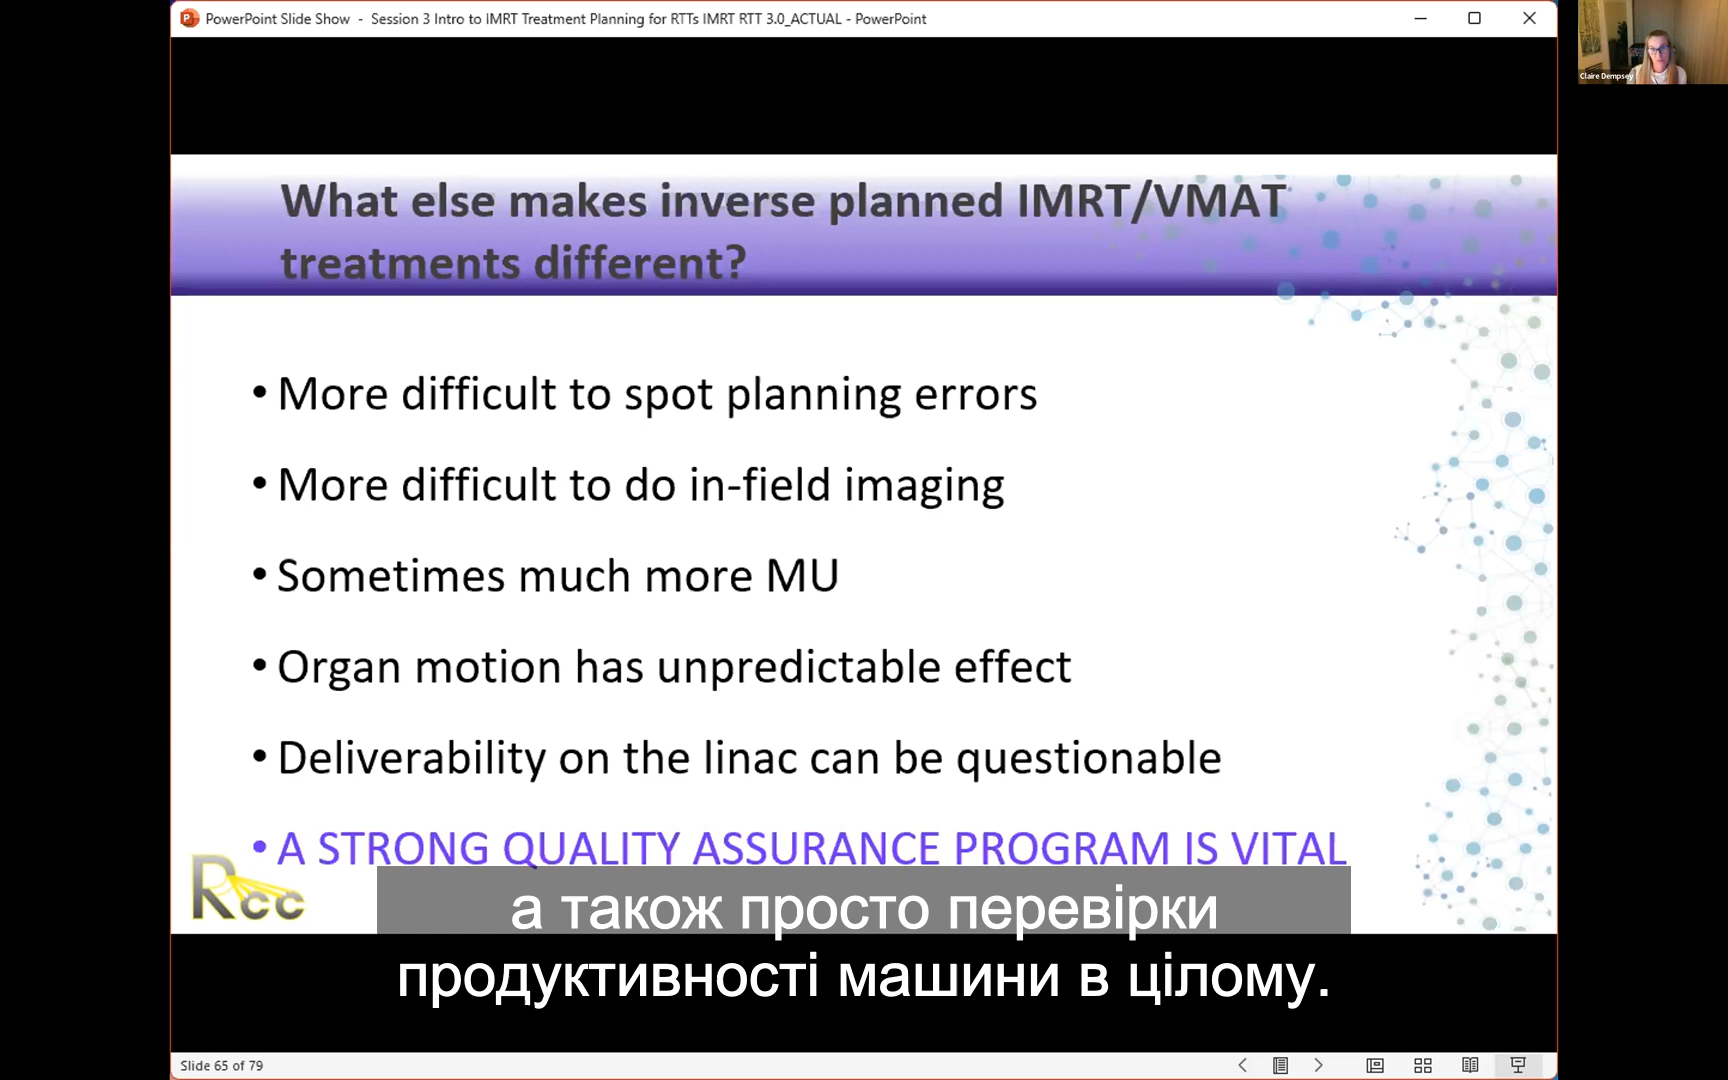 PowerPoint Slide Show - Session 3 Intro to IMRT Treatment Planning for RTTs IMRT RTT 3.0_ACTUAL - PowerPoint
Claire Dempsey
What else makes inverse planned IMRT/VMAT
treatments different?
• More difficult to spot planning errors
• More difficult to do in-field imaging
• Sometimes much more MU
• Organ motion has unpredictable effect
• Deliverability on the linac can be questionable
• A STRONG QUALITY ASSURANCE PROGRAM IS VITAL
Rcc
а також просто перевірки
продуктивності машини в цілому.
Slide 65 of 79